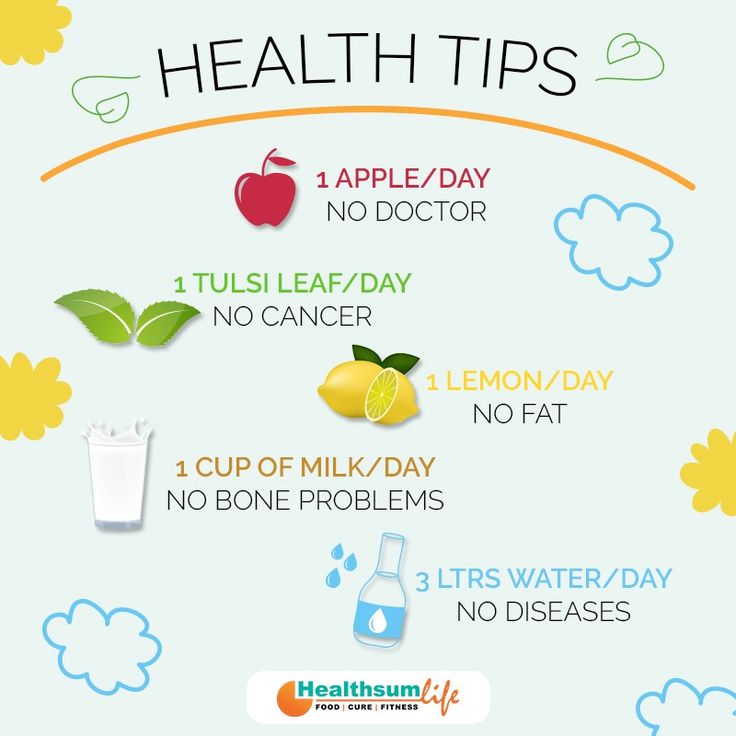 HEALTH TIPS
1 APPLE/DAY
NO DOCTOR
1 TULSI LEAF/DAY
NO CANCER
1 LEMON/DAY
NO FAT
1 CUP OF MILK/DAY
NO BONE PROBLEMS
3 LTRS WATER/DAY
NO DISEASES
Healthsumlife
FOOD | CURE | FITNESS